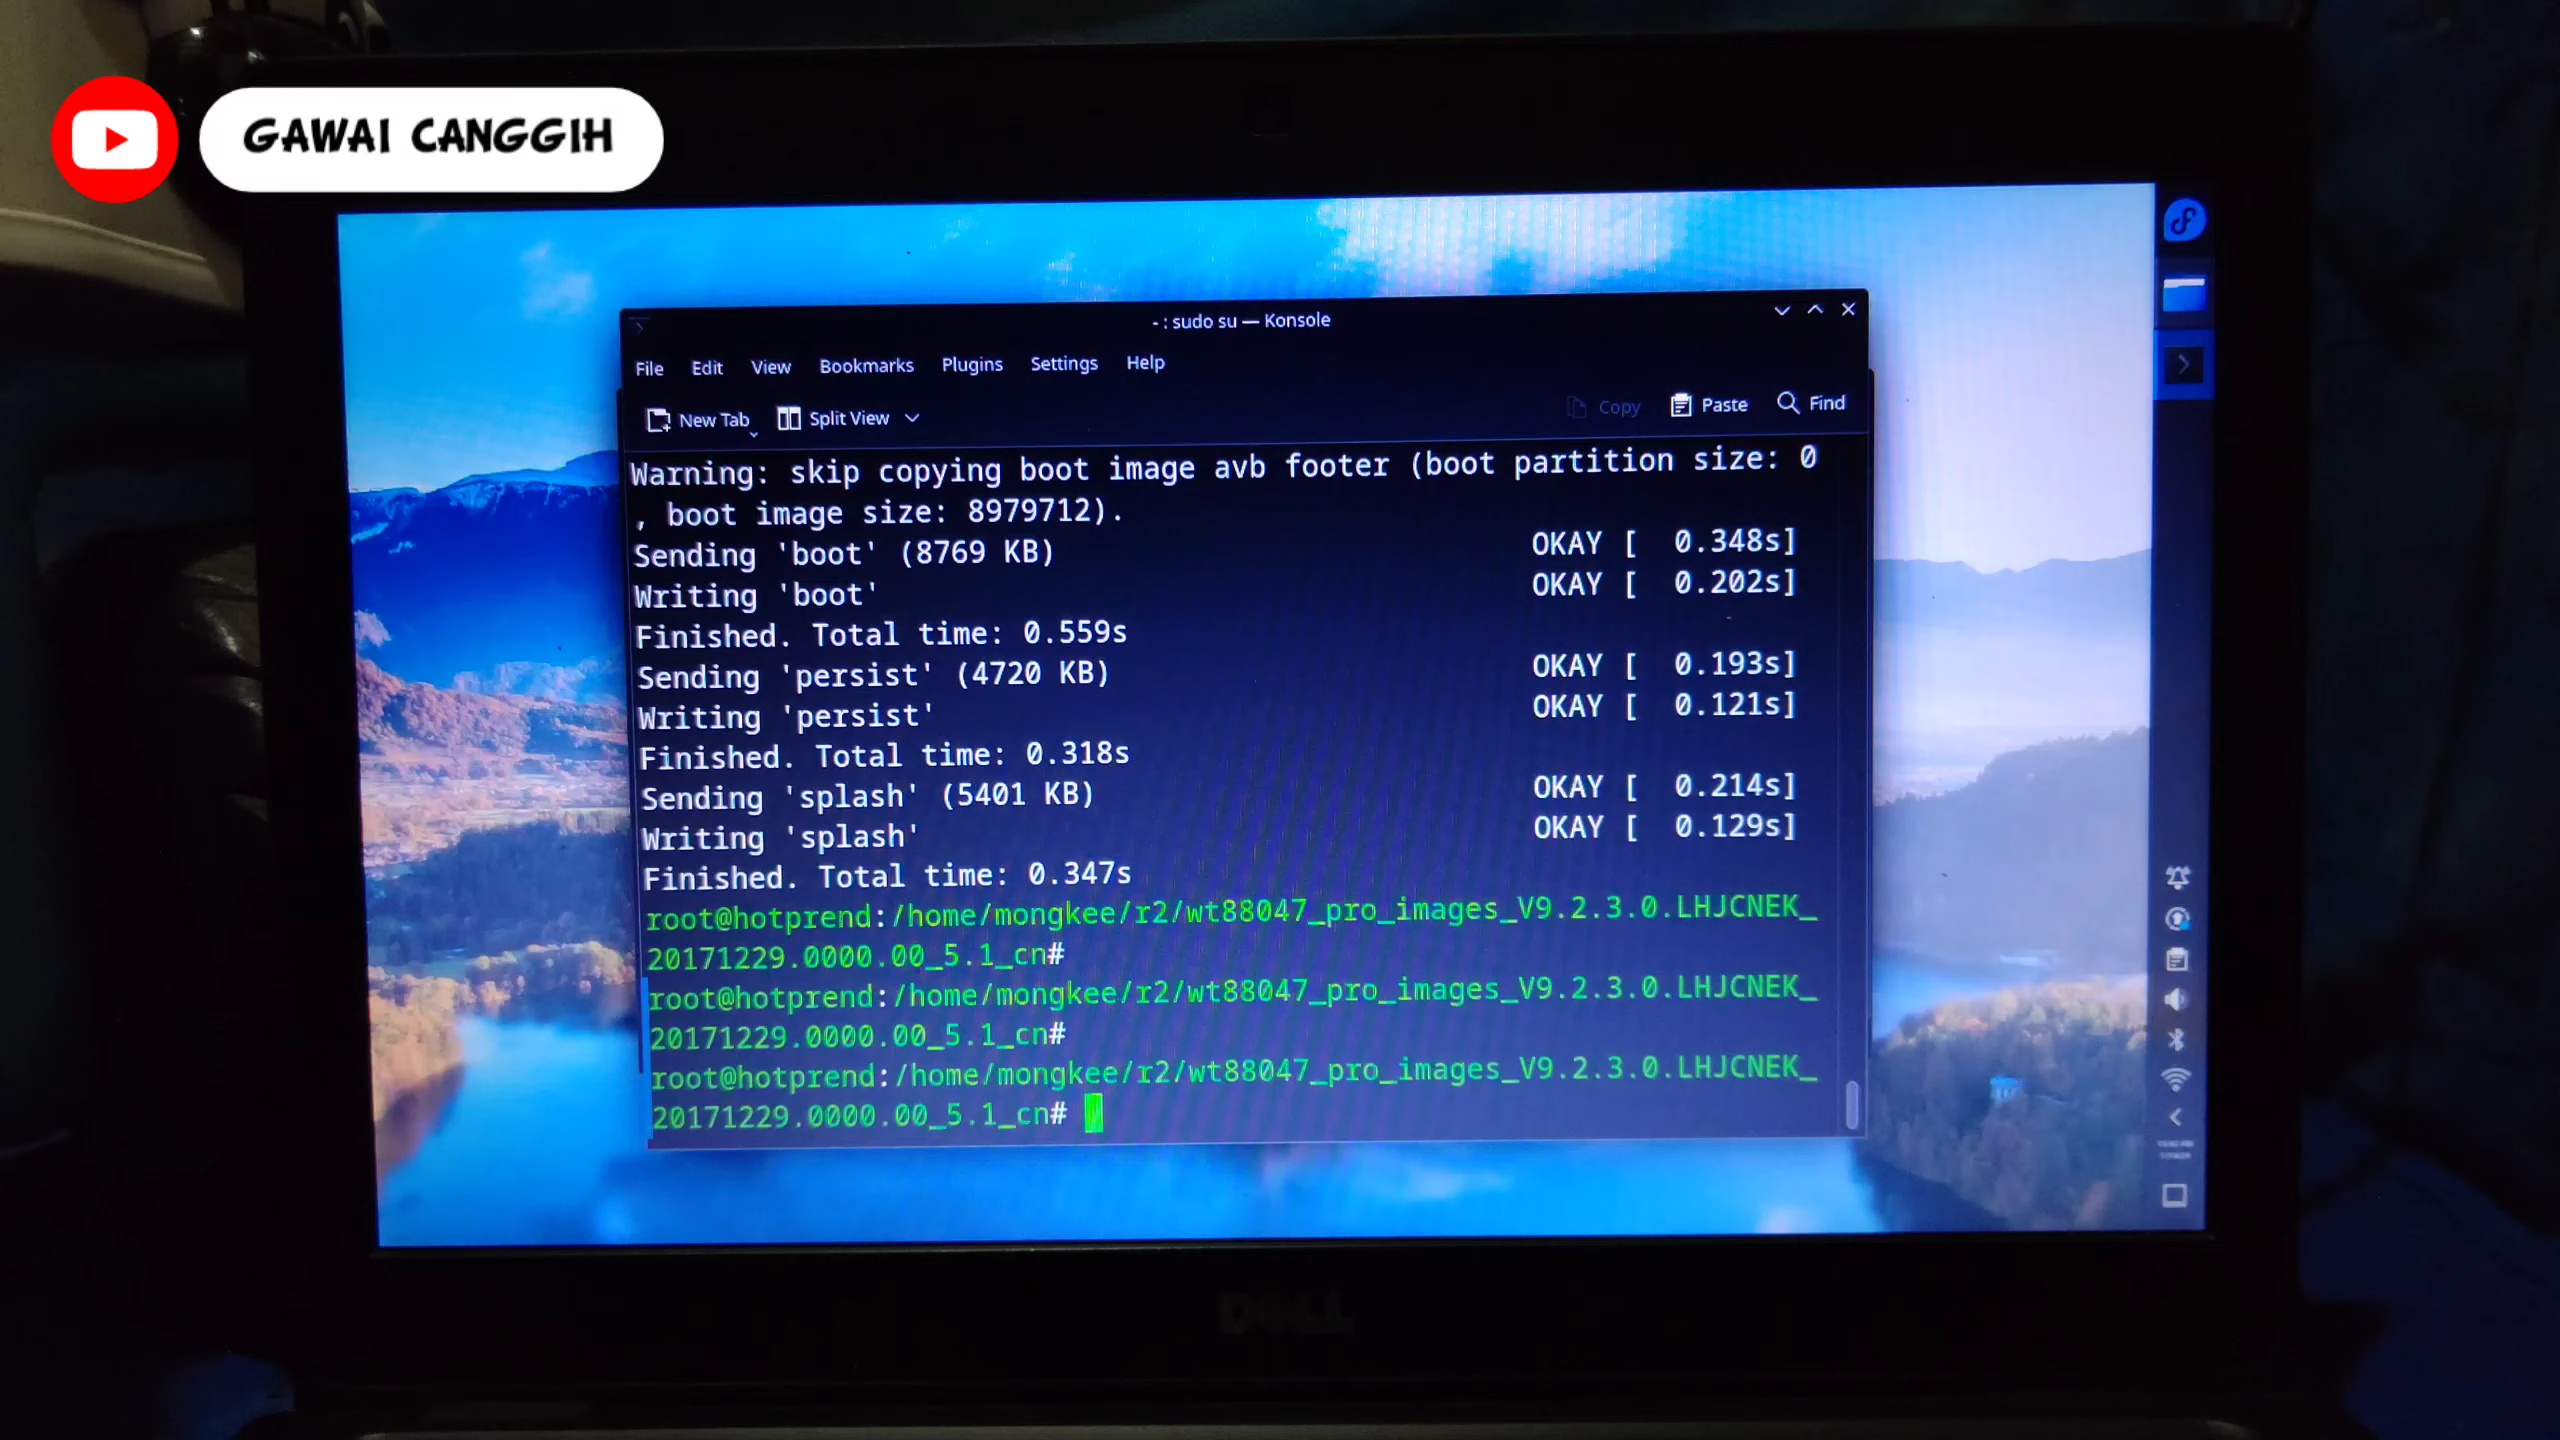 GAWAI CANGGIH
- : sudo su — Konsole
File Edit View Bookmarks Plugins Settings Help
New Tab Split View Copy Paste Find
Warning: skip copying boot image avb footer (boot partition size: 0
, boot image size: 8979712).
Sending 'boot' (8769 KB) OKAY [ 0.348s]
Writing 'boot' OKAY [ 0.202s]
Finished. Total time: 0.559s
Sending 'persist' (4720 KB) OKAY [ 0.193s]
Writing 'persist' OKAY [ 0.121s]
Finished. Total time: 0.318s
Sending 'splash' (5401 KB) OKAY [ 0.214s]
Writing 'splash' OKAY [ 0.129s]
Finished. Total time: 0.347s
root@hotprend:/home/mongkee/r2/wt88047_pro_images_V9.2.3.0.LHJCNEK_
20171229.0000.00_5.1_cn#
root@hotprend:/home/mongkee/r2/wt88047_pro_images_V9.2.3.0.LHJCNEK_
20171229.0000.00_5.1_cn#
root@hotprend:/home/mongkee/r2/wt88047_pro_images_V9.2.3.0.LHJCNEK_
20171229.0000.00_5.1_cn#
DELL